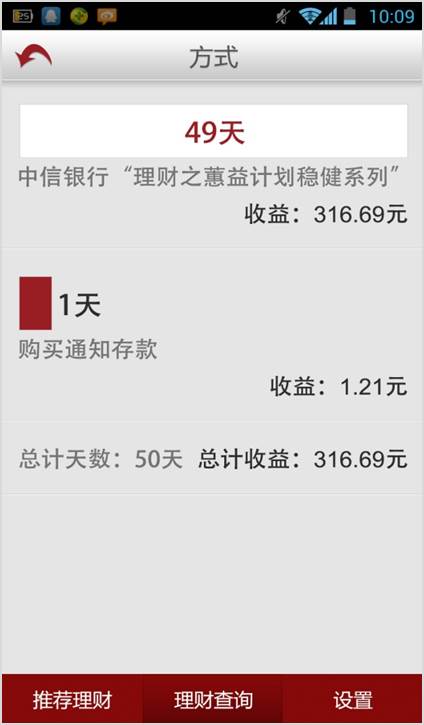 25
10:09
方式
49天
中信银行“理财之蕙益计划稳健系列”
收益：316.69元
1天
购买通知存款
收益：1.21元
总计天数：50天 总计收益：316.69元
推荐理财 理财查询 设置